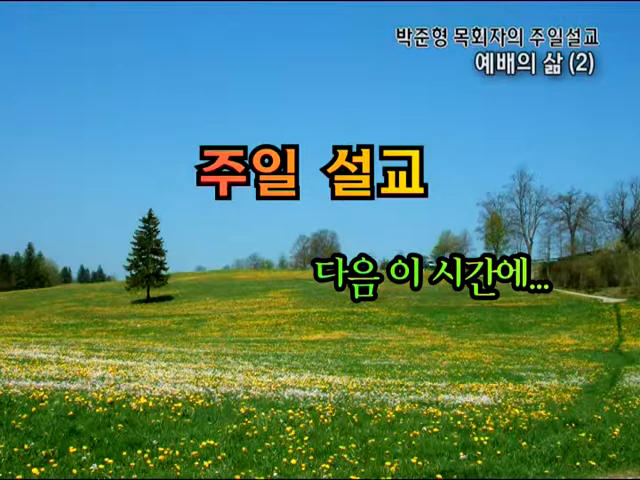 박준형 목회자의 주일설교
예배의 삶 (2)
주일 설교
다음 이 시간에...